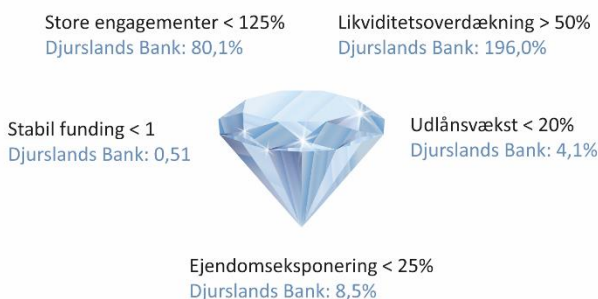 Store engagementer < 125%
Djurslands Bank: 80,1%
Likviditetsoverdækning > 50%
Djurslands Bank: 196,0%
Stabil funding < 1
Djurslands Bank: 0,51
Udlånsvækst < 20%
Djurslands Bank: 4,1%
Ejendomseksponering < 25%
Djurslands Bank: 8,5%